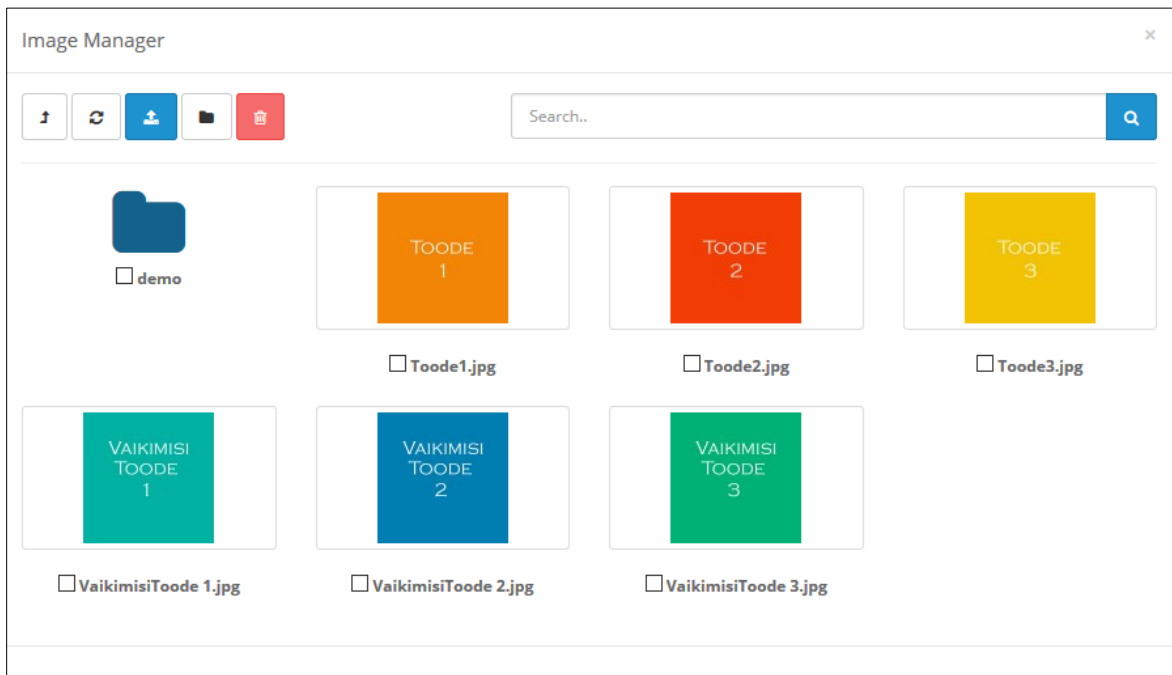 Image Manager
×
Search..
TOODE
1
TOODE
2
TOODE
3
demo
Toode1.jpg
Toode2.jpg
Toode3.jpg
VAIKIMISI
TOODE
1
VAIKIMISI
TOODE
2
VAIKIMISI
TOODE
3
VaikimisiToode 1.jpg
VaikimisiToode 2.jpg
VaikimisiToode 3.jpg